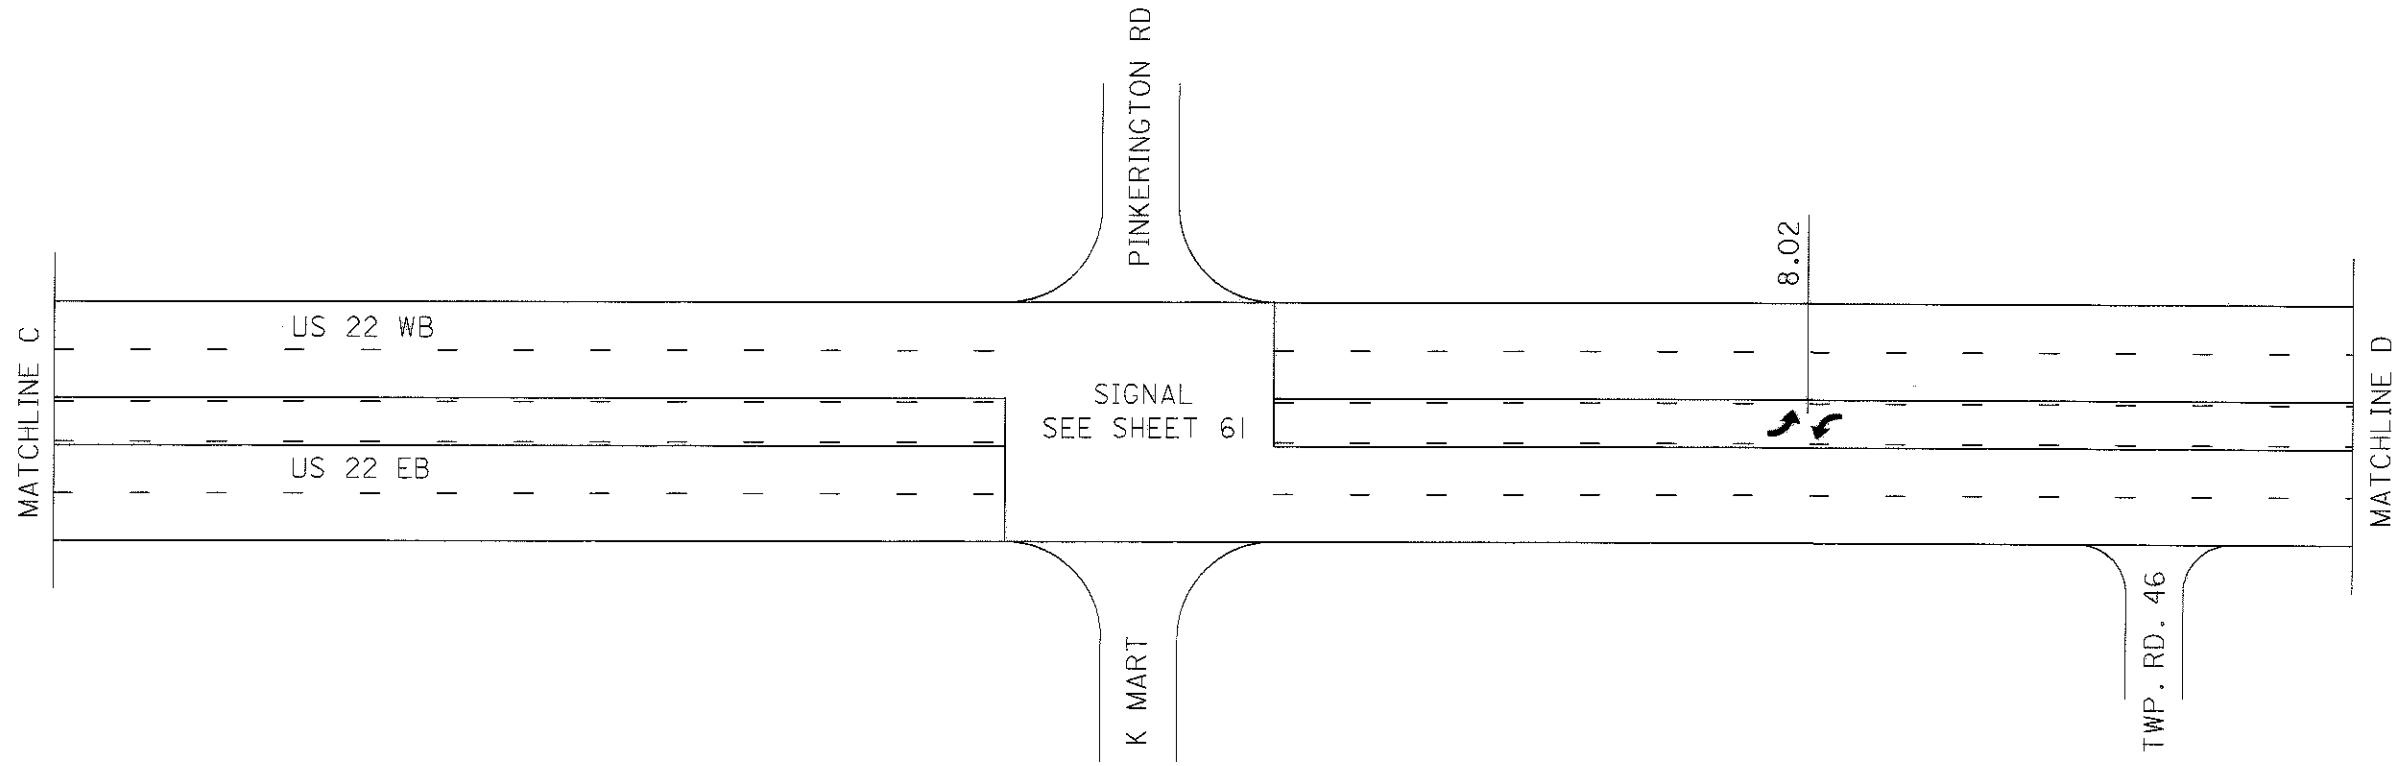 PINKERINGTON RD
8.02
MATCHLINE C
US 22 WB
SIGNAL
SEE SHEET 61
US 22 EB
MATCHLINE D
K MART
TWP. RD. 46